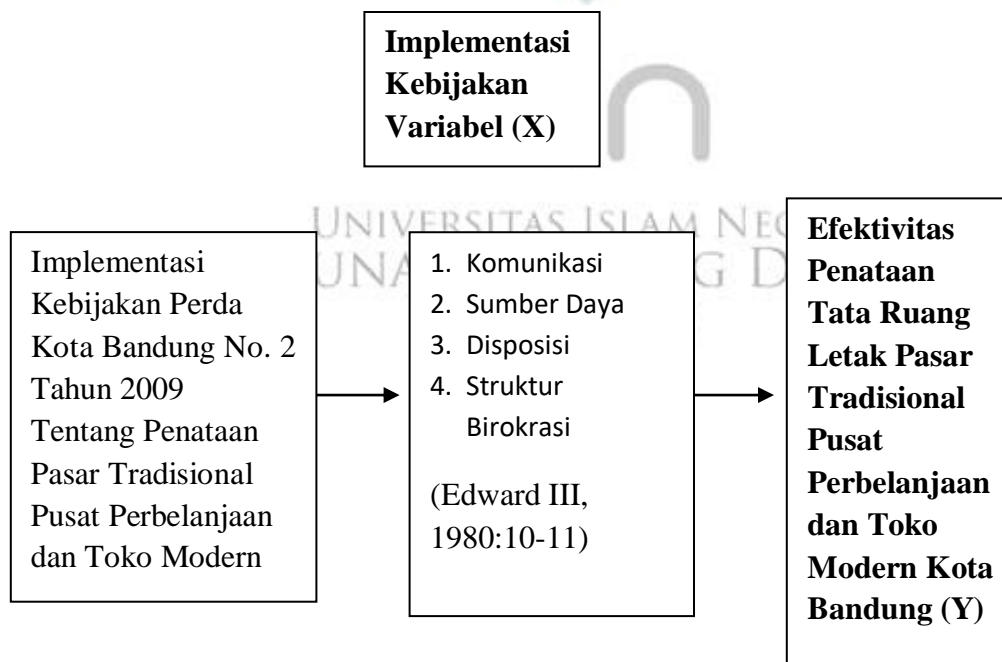 Implementasi
Kebijakan
Variabel (X)
UNIVERSITAS ISLAM
Implementasi
Kebijakan Perda
Kota Bandung No. 2
Tahun 2009
Tentang Penataan
Pasar Tradisional
Pusat Perbelanjaan
dan Toko Modern
1. Komunikasi
2. Sumber Daya
3. Disposisi
4. Struktur
Birokrasi
(Edward III,
1980:10-11)
Efektivitas
Penataan
Tata Ruang
Letak Pasar
Tradisional
Pusat
Perbelanjaan
dan Toko
Modern Kota
Bandung (Y)